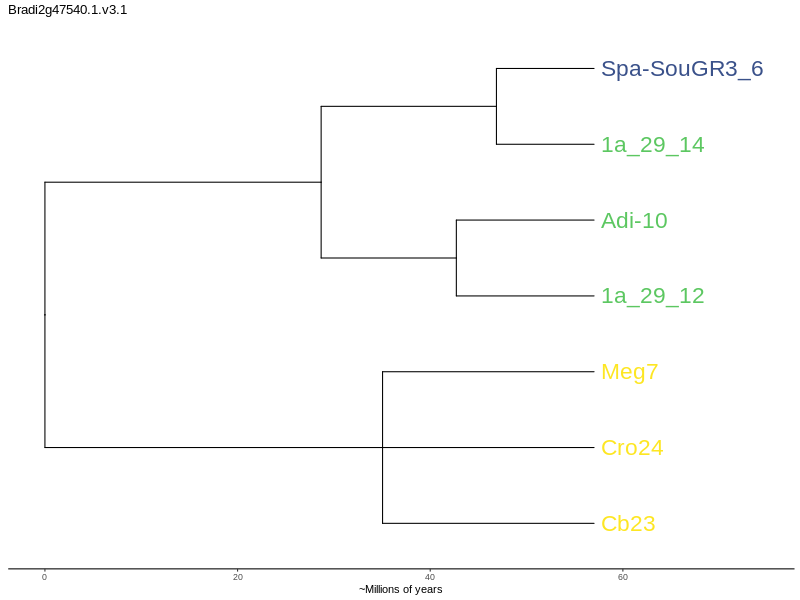 Bradi2g47540.1.v3.1
Spa-SouGR3_6
1a_29_14
Adi-10
1a_29_12
Meg7
Cro24
Cb23
0 20 40 60
~Millions of years